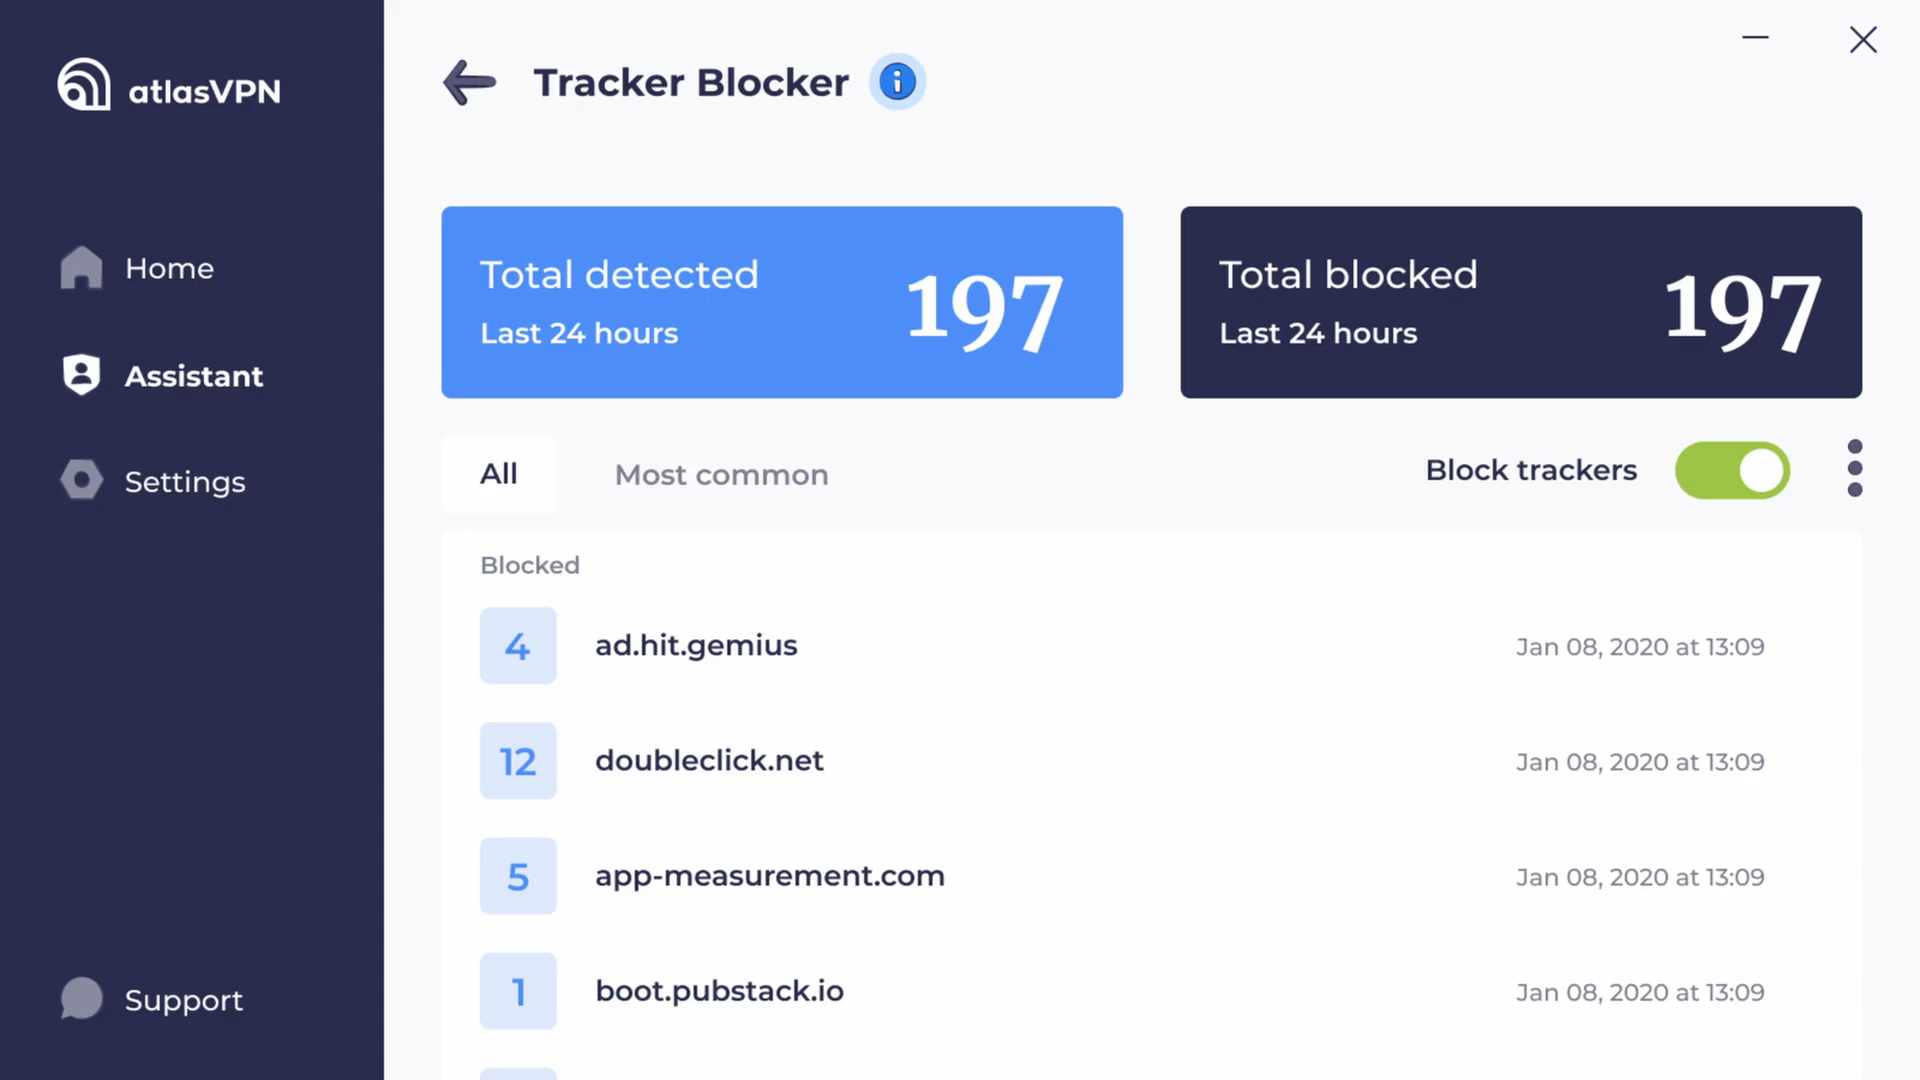 atlasVPN
Tracker Blocker
Home
Assistant
Settings
Support
Total detected
Last 24 hours
197
Total blocked
Last 24 hours
197
All
Most common
Block trackers
Blocked
4 ad.hit.gemius Jan 08, 2020 at 13:09
12 doubleclick.net Jan 08, 2020 at 13:09
5 app-measurement.com Jan 08, 2020 at 13:09
1 boot.pubstack.io Jan 08, 2020 at 13:09